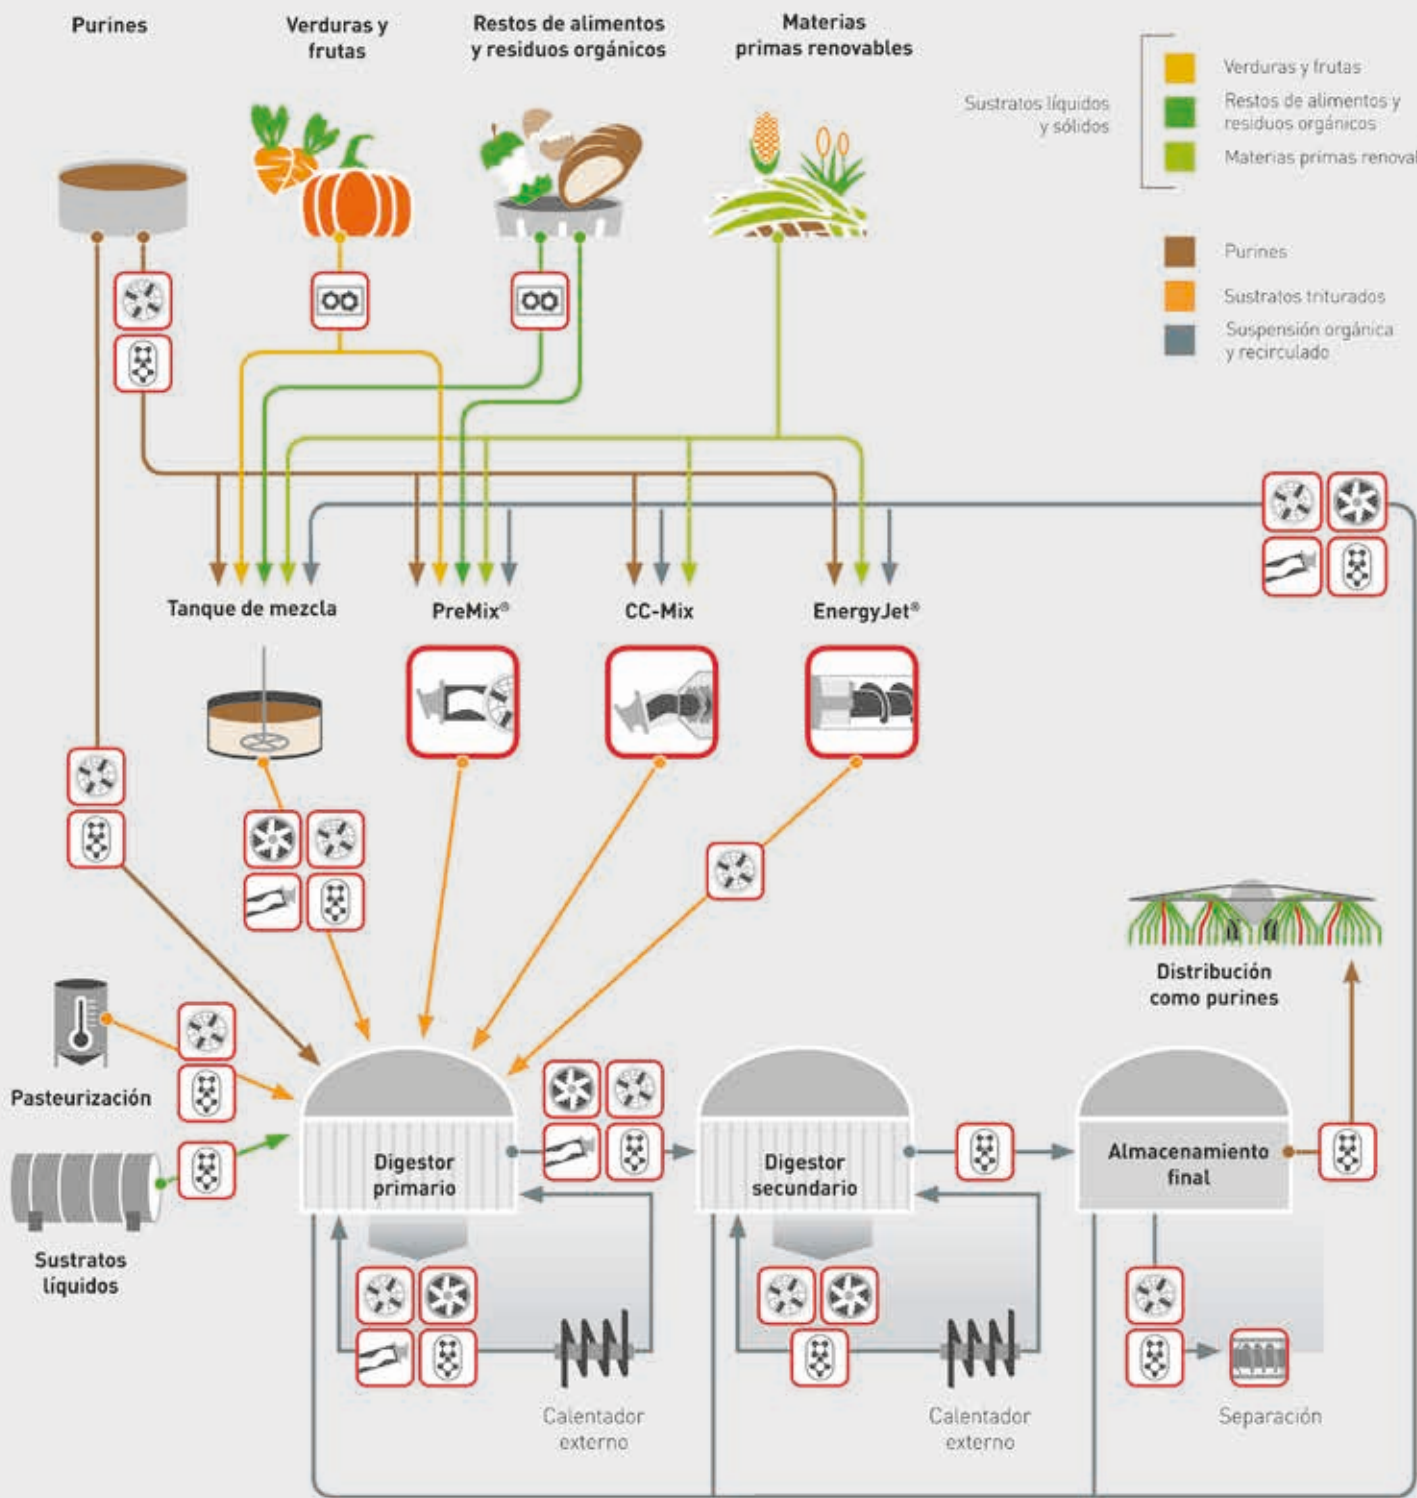 Purines
Verduras y
frutas
Restos de alimentos
y residuos orgánicos
Materias
primas renovables
Sustratos líquidos
y sólidos
Verduras y frutas
Restos de alimentos y
residuos orgánicos
Materias primas renoval
Purines
Sustratos triturados
Suspensión orgánica
y recirculado
Tanque de mezcla
PreMix®
CC-Mix
EnergyJet®
Distribución
como purines
Pasteurización
Sustratos
líquidos
Digestor
primario
Digestor
secundario
Almacenamiento
final
Calentador
externo
Calentador
externo
Separación